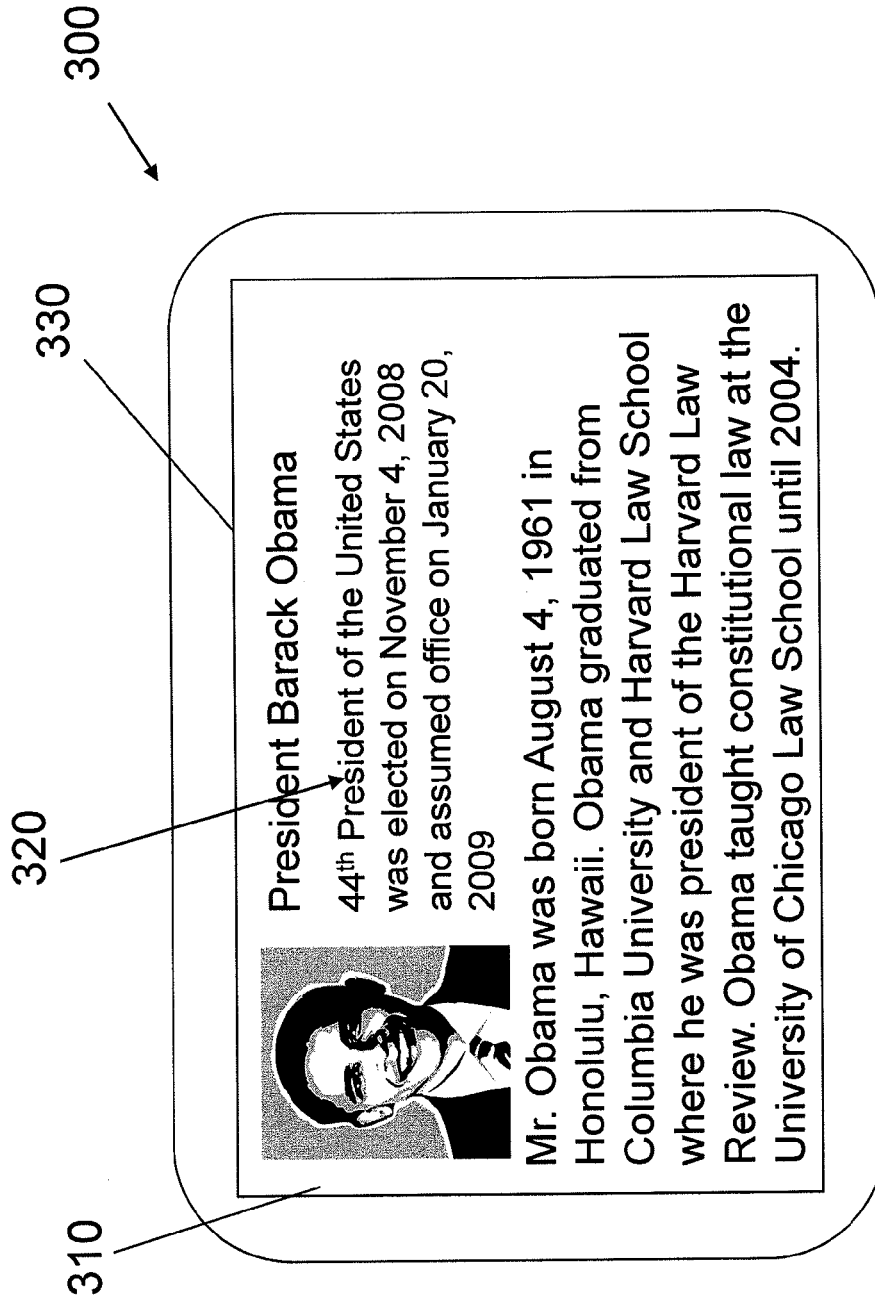 300
330
320
310
President Barack Obama
44th President of the United States
was elected on November 4, 2008
and assumed office on January 20,
2009
Mr. Obama was born August 4, 1961 in
Honolulu, Hawaii. Obama graduated from
Columbia University and Harvard Law School
where he was president of the Harvard Law
Review. Obama taught constitutional law at the
University of Chicago Law School until 2004.